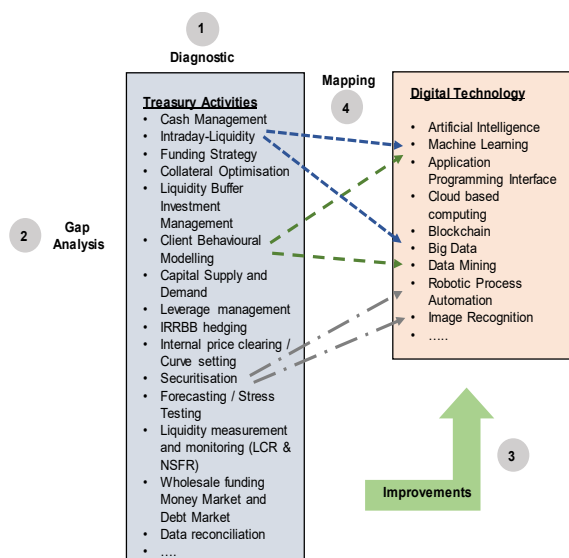 1
Diagnostic
Treasury Activities
• Cash Management
• Intraday-Liquidity
• Funding Strategy
• Collateral Optimisation
• Liquidity Buffer
Investment
Management
• Client Behavioural
Modelling
• Capital Supply and
Demand
• Leverage management
• IRRBB hedging
• Internal price clearing /
Curve setting
• Securitisation
• Forecasting / Stress
Testing
• Liquidity measurement
and monitoring (LCR &
NSFR)
• Wholesale funding
Money Market and
Debt Market
• Data reconciliation
• ....
2
Gap
Analysis
Mapping
4
Digital Technology
• Artificial Intelligence
• Machine Learning
• Application
Programming Interface
• Cloud based
computing
• Blockchain
• Big Data
• Data Mining
• Robotic Process
Automation
• Image Recognition
• .....
3
Improvements